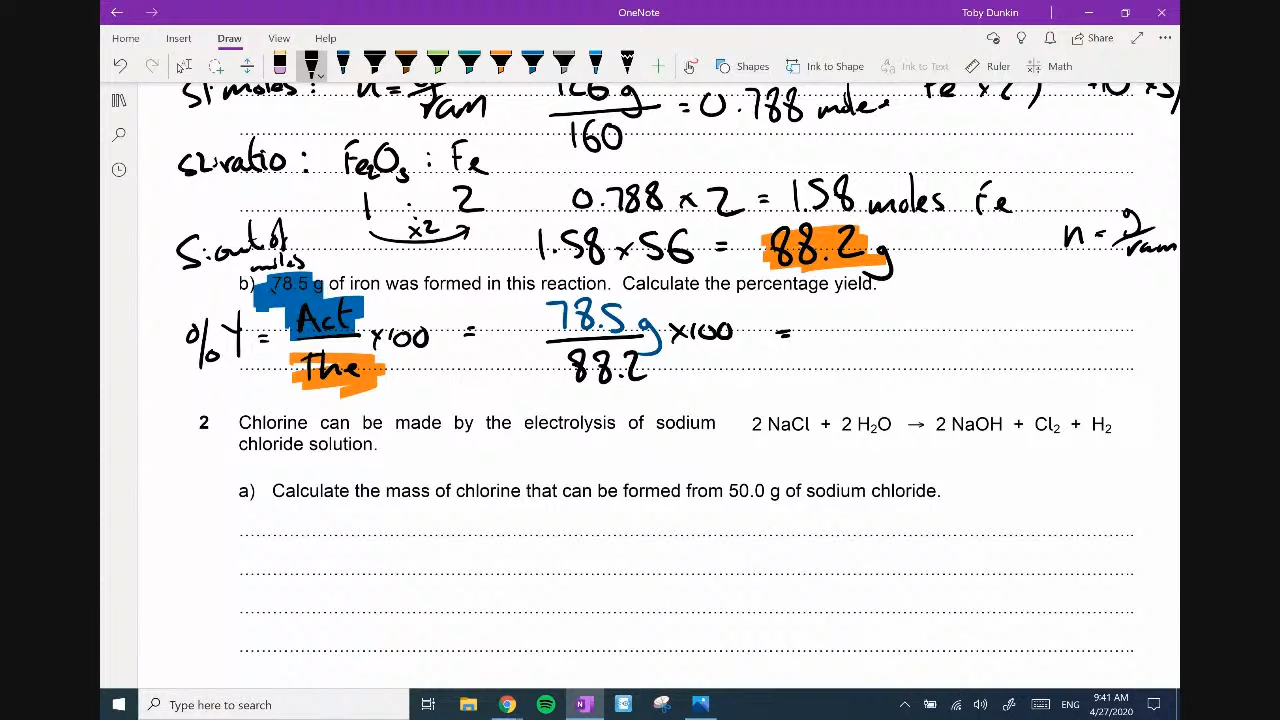 OneNote
Toby Dunkin
Home Insert Draw View Help Share
Shapes Ink to Shape Ink to Text Ruler Math
S1: moles: n = g/ram 126g/160 = 0.788 moles
S2: ratio: Fe₂O₃ : Fe
1 : 2 0.788 × 2 = 1.58 moles Fe
×2
S: out of moles 1.58 × 56 = 88.2g n = g/ram
b) 78.5 g of iron was formed in this reaction. Calculate the percentage yield.
%Y = Act/The ×100 = 78.5g/88.2 ×100 =
2 Chlorine can be made by the electrolysis of sodium chloride solution.
2 NaCl + 2 H₂O → 2 NaOH + Cl₂ + H₂
a) Calculate the mass of chlorine that can be formed from 50.0 g of sodium chloride.
Type here to search
ENG
9:41 AM
4/27/2020